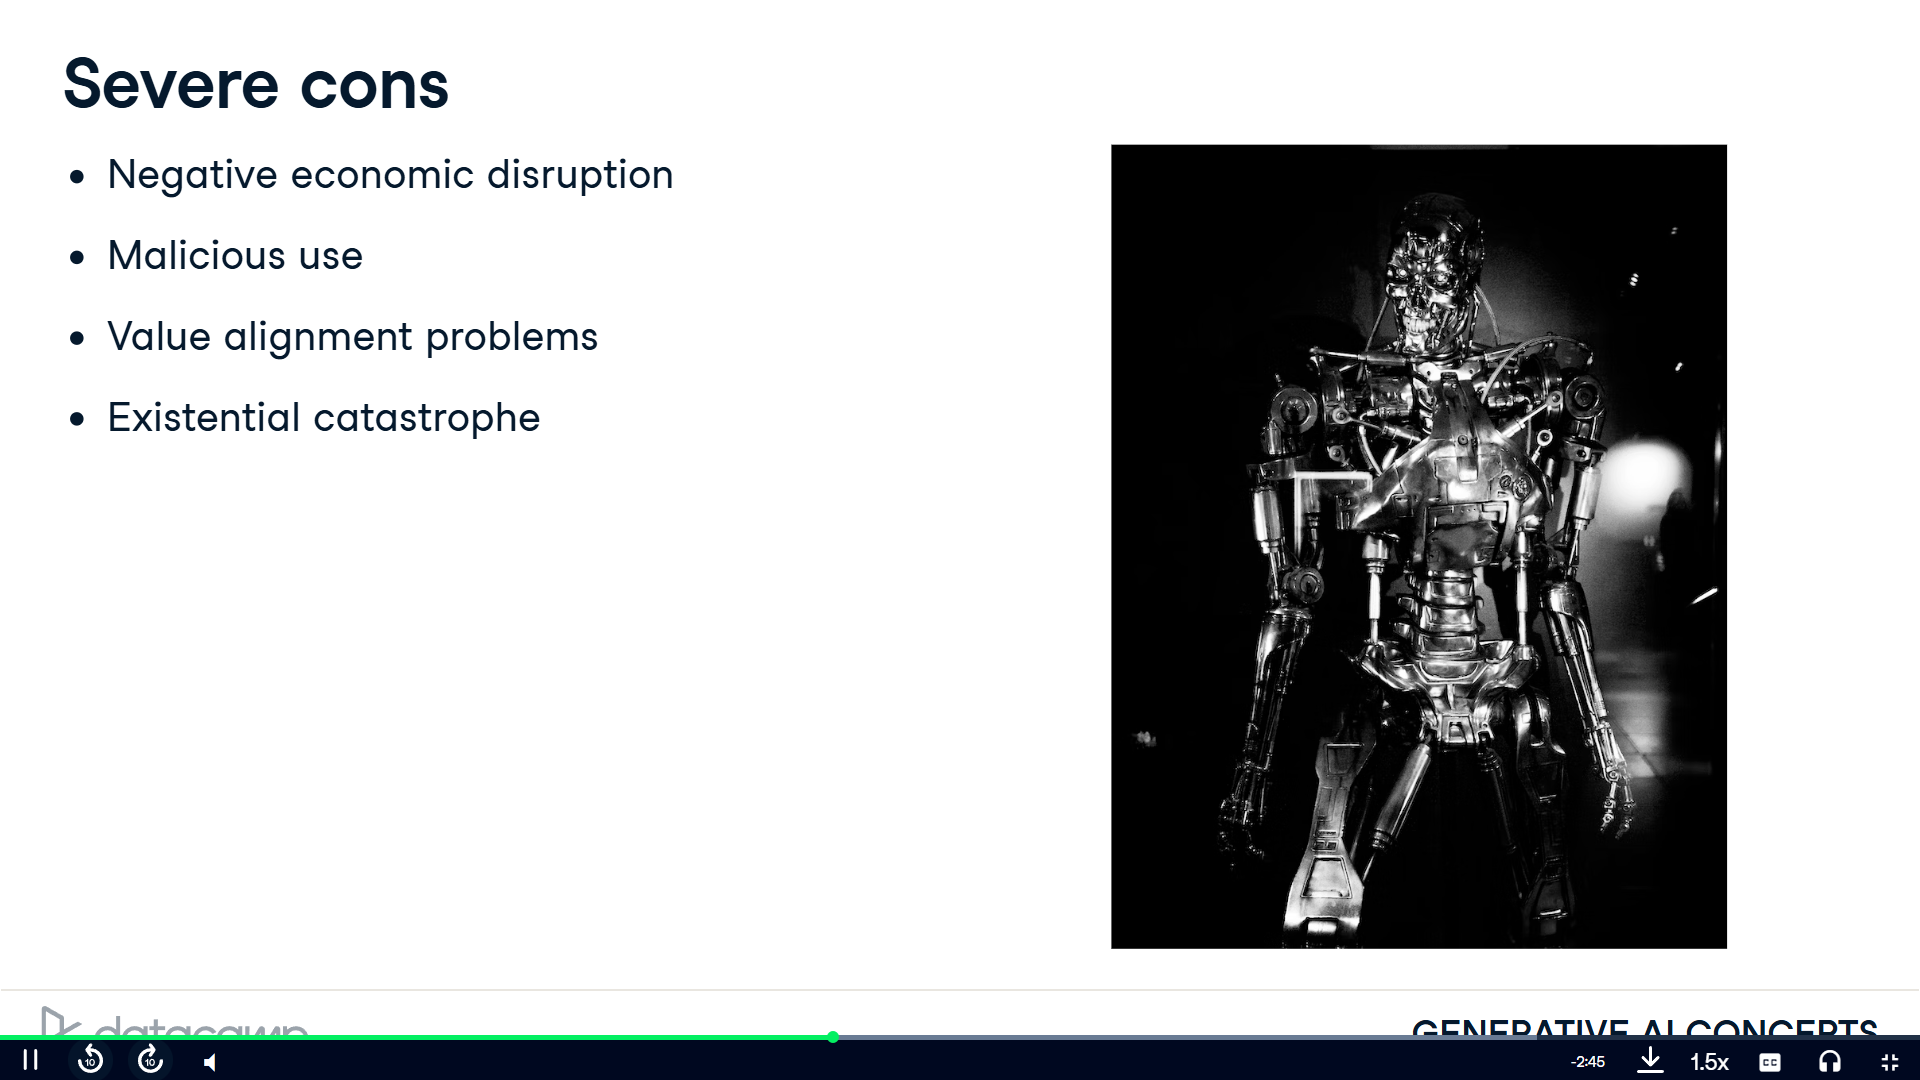 Severe cons
• Negative economic disruption
• Malicious use
• Value alignment problems
• Existential catastrophe
datacamp
GENERATIVE AI CONCEPTS
10
10
-2:45
1.5x
CC